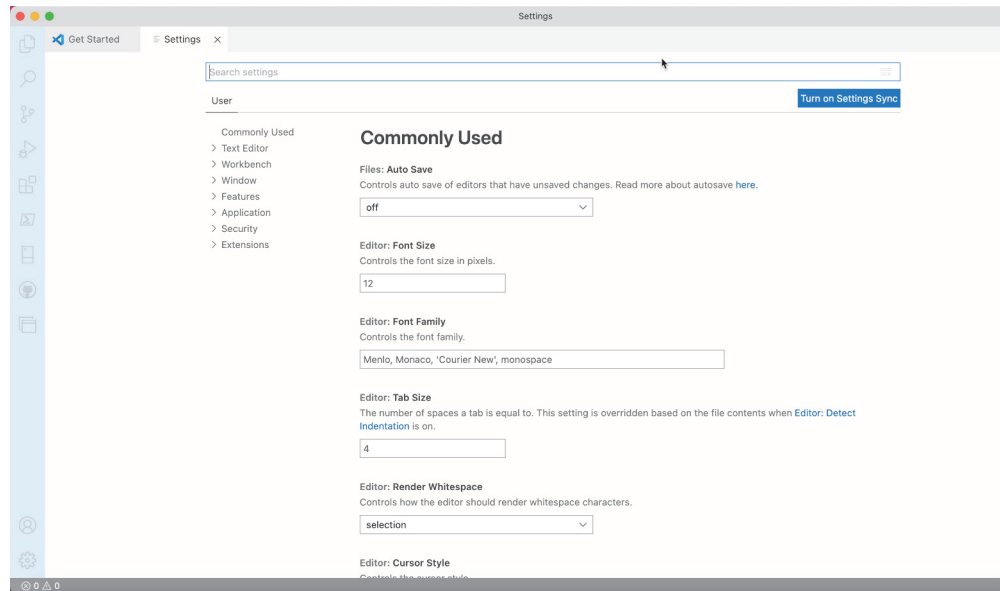 Settings
Get Started
Settings
Search settings
User
Turn on Settings Sync
Commonly Used
Text Editor
Workbench
Window
Features
Application
Security
Extensions
Commonly Used
Files: Auto Save
Controls auto save of editors that have unsaved changes. Read more about autosave here.
off
Editor: Font Size
Controls the font size in pixels.
12
Editor: Font Family
Controls the font family.
Menlo, Monaco, 'Courier New', monospace
Editor: Tab Size
The number of spaces a tab is equal to. This setting is overridden based on the file contents when Editor: Detect
Indentation is on.
4
Editor: Render Whitespace
Controls how the editor should render whitespace characters.
selection
Editor: Cursor Style
Controls the cursor style.
0 0